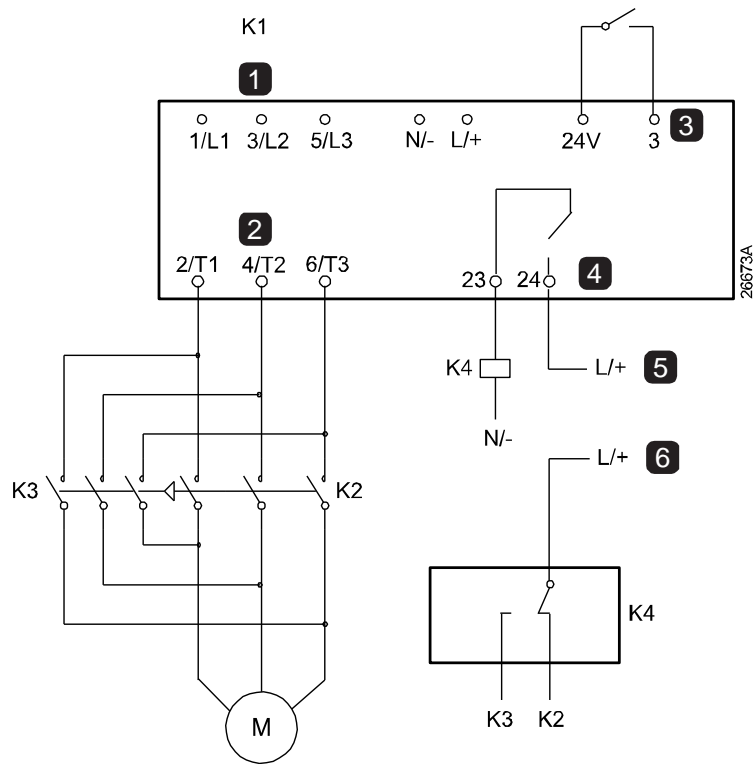 K1
1
1/L1 3/L2 5/L3 N/- L/+ 24V 3 3
2
2/T1 4/T2 6/T3 23 24 4
26673A
K4 L/+ 5
N/-
L/+ 6
K3 K2
K4
M
K3 K2